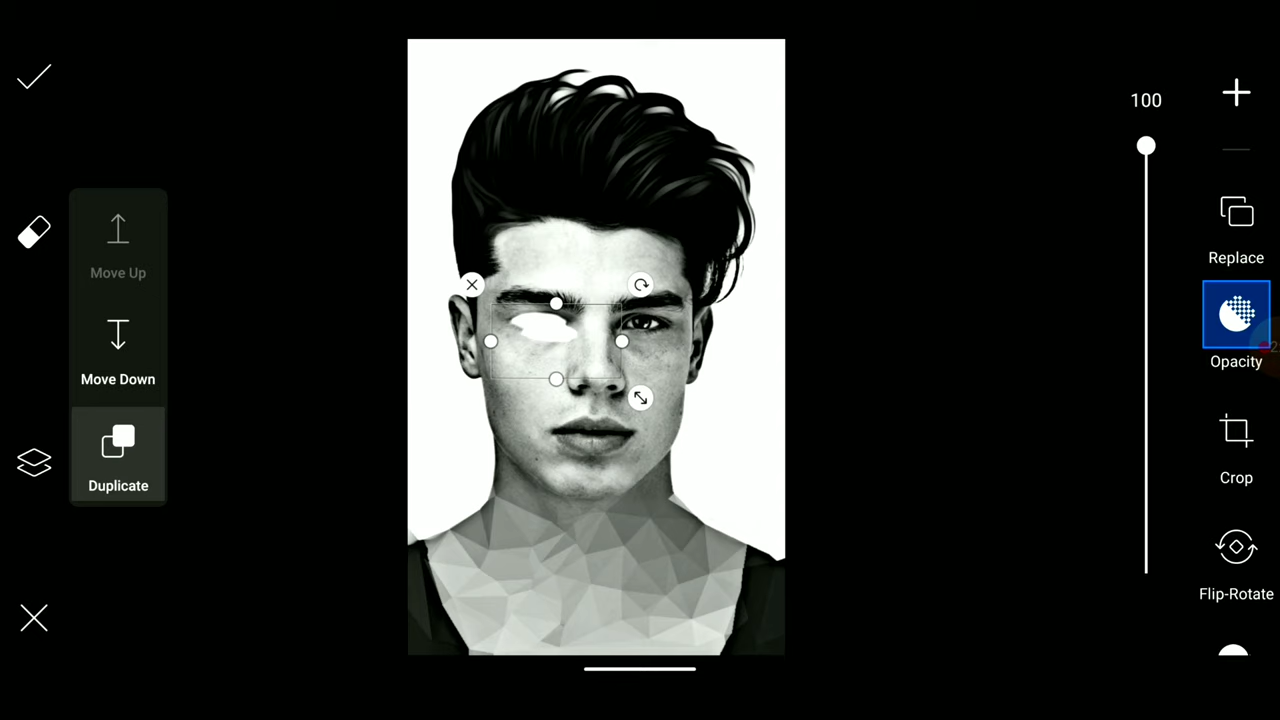 100
Move Up
Move Down
Duplicate
Replace
Opacity
Crop
Flip-Rotate